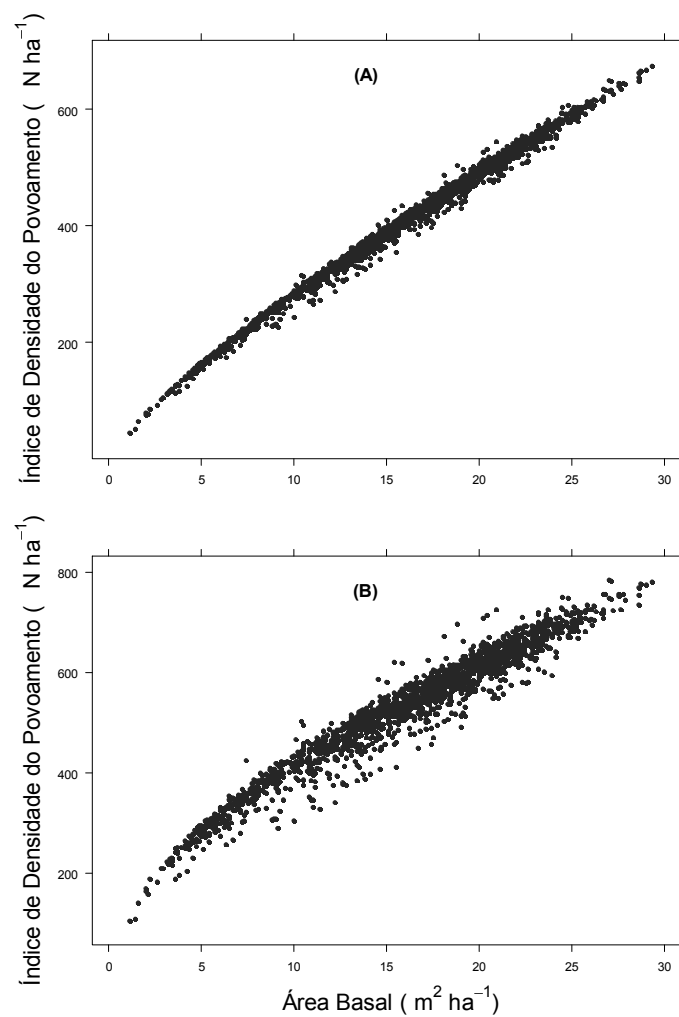 Índice de Densidade do Povoamento ( N ha⁻¹)
(A)
600
400
200
0 5 10 15 20 25 30
Índice de Densidade do Povoamento ( N ha⁻¹)
(B)
800
600
400
200
0 5 10 15 20 25 30
Área Basal ( m² ha⁻¹)